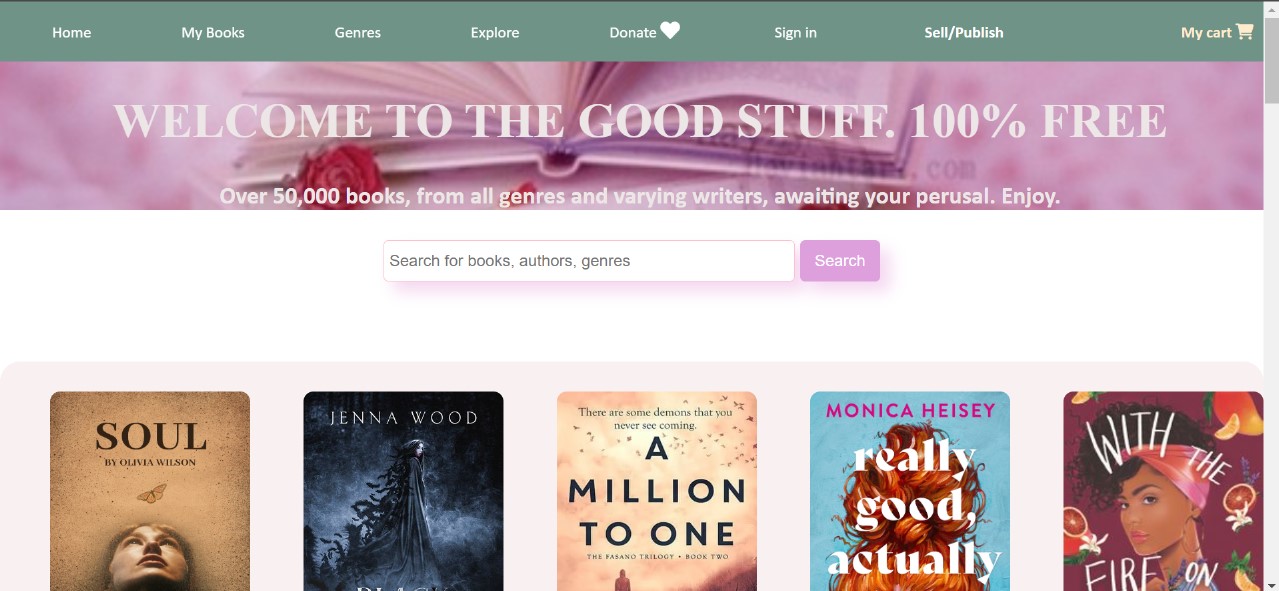 Home My Books Genres Explore Donate Sign in Sell/Publish My cart
WELCOME TO THE GOOD STUFF. 100% FREE
Over 50,000 books, from all genres and varying writers, awaiting your perusal. Enjoy.
Search for books, authors, genres Search
SOUL
BY OLIVIA WILSON
JENNA WOOD
There are some demons that you
never see coming.
A
MILLION
TO ONE
THE FASANO TRILOGY • BOOK TWO
MONICA HEISEY
really
good,
actually
WITH THE
FIRE ON